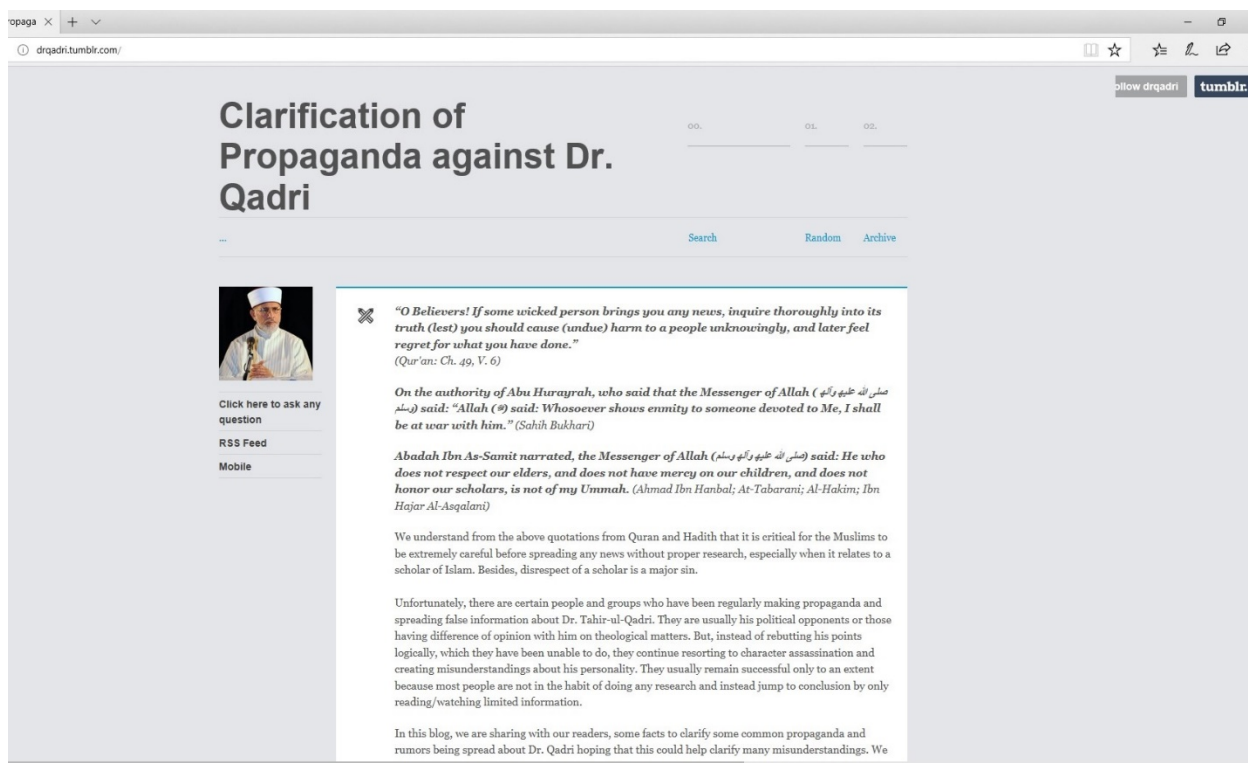 ropaga
drqadri.tumblr.com/
ollow drqadri
tumblr.
Clarification of
Propaganda against Dr.
Qadri
00.
01.
02.
...
Search
Random
Archive
Click here to ask any
question
RSS Feed
Mobile
“O Believers! If some wicked person brings you any news, inquire thoroughly into its
truth (lest) you should cause (undue) harm to a people unknowingly, and later feel
regret for what you have done.”
(Qur'an: Ch. 49, V. 6)
On the authority of Abu Hurayrah, who said that the Messenger of Allah ( صلى الله عليه وآله
وسلم) said: “Allah () said: Whosoever shows enmity to someone devoted to Me, I shall
be at war with him.” (Sahih Bukhari)
Abadah Ibn As-Samit narrated, the Messenger of Allah (صلى الله عليه وآله وسلم) said: He who
does not respect our elders, and does not have mercy on our children, and does not
honor our scholars, is not of my Ummah. (Ahmad Ibn Hanbal; At-Tabarani; Al-Hakim; Ibn
Hajar Al-Asqalani)
We understand from the above quotations from Quran and Hadith that it is critical for the Muslims to
be extremely careful before spreading any news without proper research, especially when it relates to a
scholar of Islam. Besides, disrespect of a scholar is a major sin.
Unfortunately, there are certain people and groups who have been regularly making propaganda and
spreading false information about Dr. Tahir-ul-Qadri. They are usually his political opponents or those
having difference of opinion with him on theological matters. But, instead of rebutting his points
logically, which they have been unable to do, they continue resorting to character assassination and
creating misunderstandings about his personality. They usually remain successful only to an extent
because most people are not in the habit of doing any research and instead jump to conclusion by only
reading/watching limited information.
In this blog, we are sharing with our readers, some facts to clarify some common propaganda and
rumors being spread about Dr. Qadri hoping that this could help clarify many misunderstandings. We